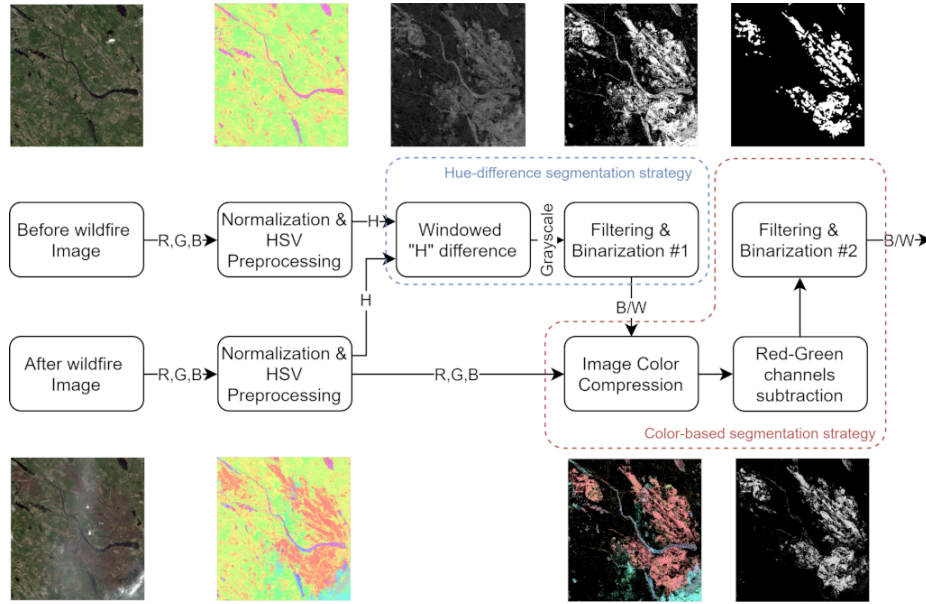 Hue-difference segmentation strategy
Before wildfire
Image
R,G,B
Normalization &
HSV
Preprocessing
H
Windowed
"H" difference
Grayscale
Filtering &
Binarization #1
Filtering &
Binarization #2
B/W
H
B/W
After wildfire
Image
R,G,B
Normalization &
HSV
Preprocessing
R,G,B
Image Color
Compression
Red-Green
channels
subtraction
Color-based segmentation strategy